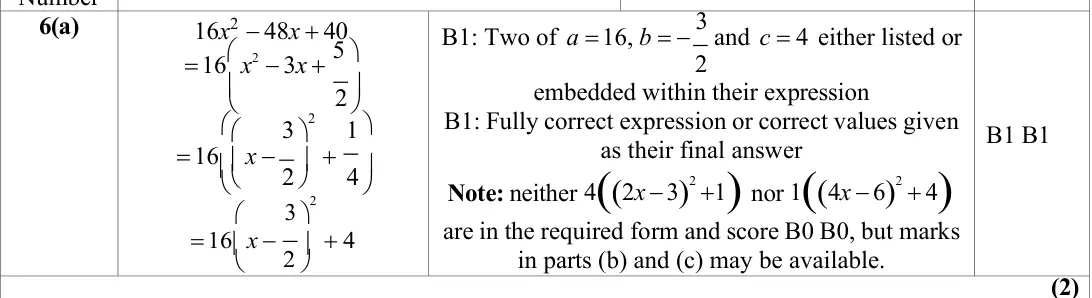 Number
6(a)
16x² − 48x + 40
= 16(x² − 3x + 5/2)
= 16((x − 3/2)² + 1/4)
= 16(x − 3/2)² + 4
B1: Two of a = 16, b = −3/2 and c = 4 either listed or
embedded within their expression
B1: Fully correct expression or correct values given
as their final answer
Note: neither 4((2x − 3)² +1) nor 1((4x − 6)² + 4)
are in the required form and score B0 B0, but marks
in parts (b) and (c) may be available.
B1 B1
(2)